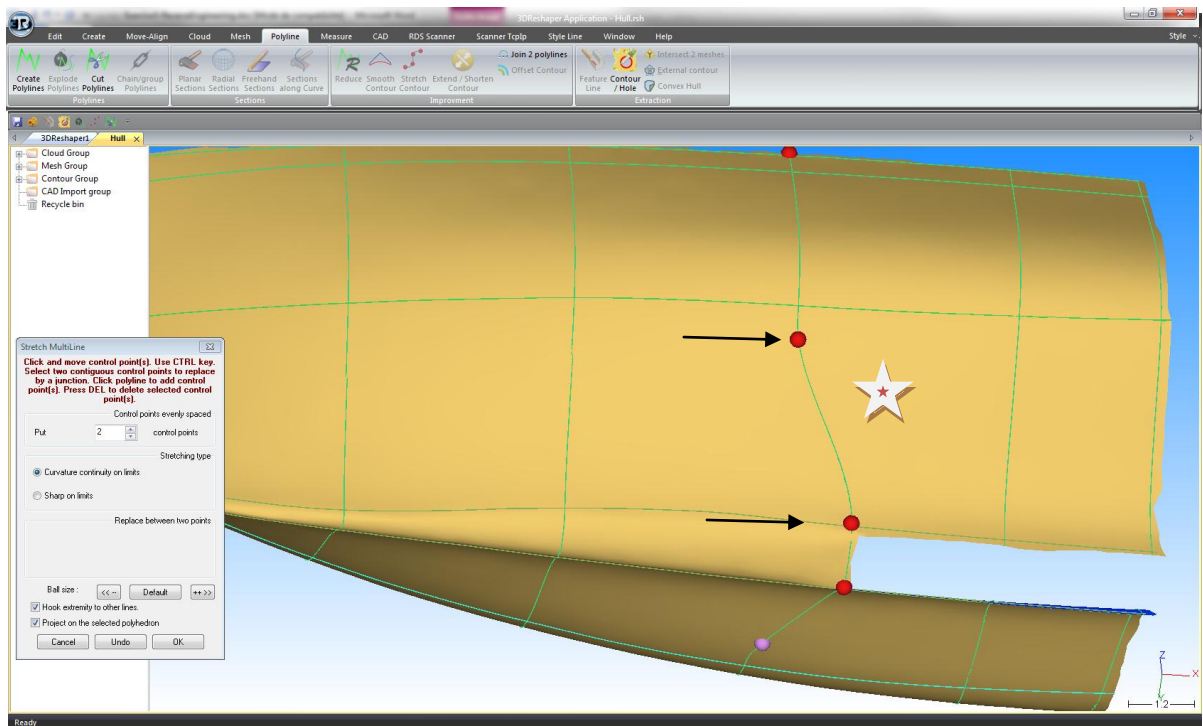 3DReshaper Application - Hull.rsh
Edit Create Move-Align Cloud Mesh Polyline Measure CAD RDS Scanner Scanner Tcplp Style Line Window Help Style
Create Polylines
Explode Polylines
Cut Polylines
Chain/group Polylines
Polylines
Planar Sections
Radial Sections
Freehand Sections
Sections along Curve
Sections
Reduce
Smooth Contour
Stretch Contour
Extend / Shorten Contour
Join 2 polylines
Offset Contour
Improvment
Feature Line
Contour / Hole
Intersect 2 meshes
External contour
Convex Hull
Extraction
3DReshaper1 Hull
Cloud Group
Mesh Group
Contour Group
CAD Import group
Recycle bin
Stretch MultiLine
Click and move control point(s). Use CTRL key.
Select two contiguous control points to replace
by a junction. Click polyline to add control
point(s). Press DEL to delete selected control
point(s).
Control points evenly spaced
Put 2 control points
Stretching type
Curvature continuity on limits
Sharp on limits
Replace between two points
Ball size : << -- Default ++ >>
Hook extremity to other lines.
Project on the selected polyhedron
Cancel Undo OK
Z
X
Y
1.2
Ready